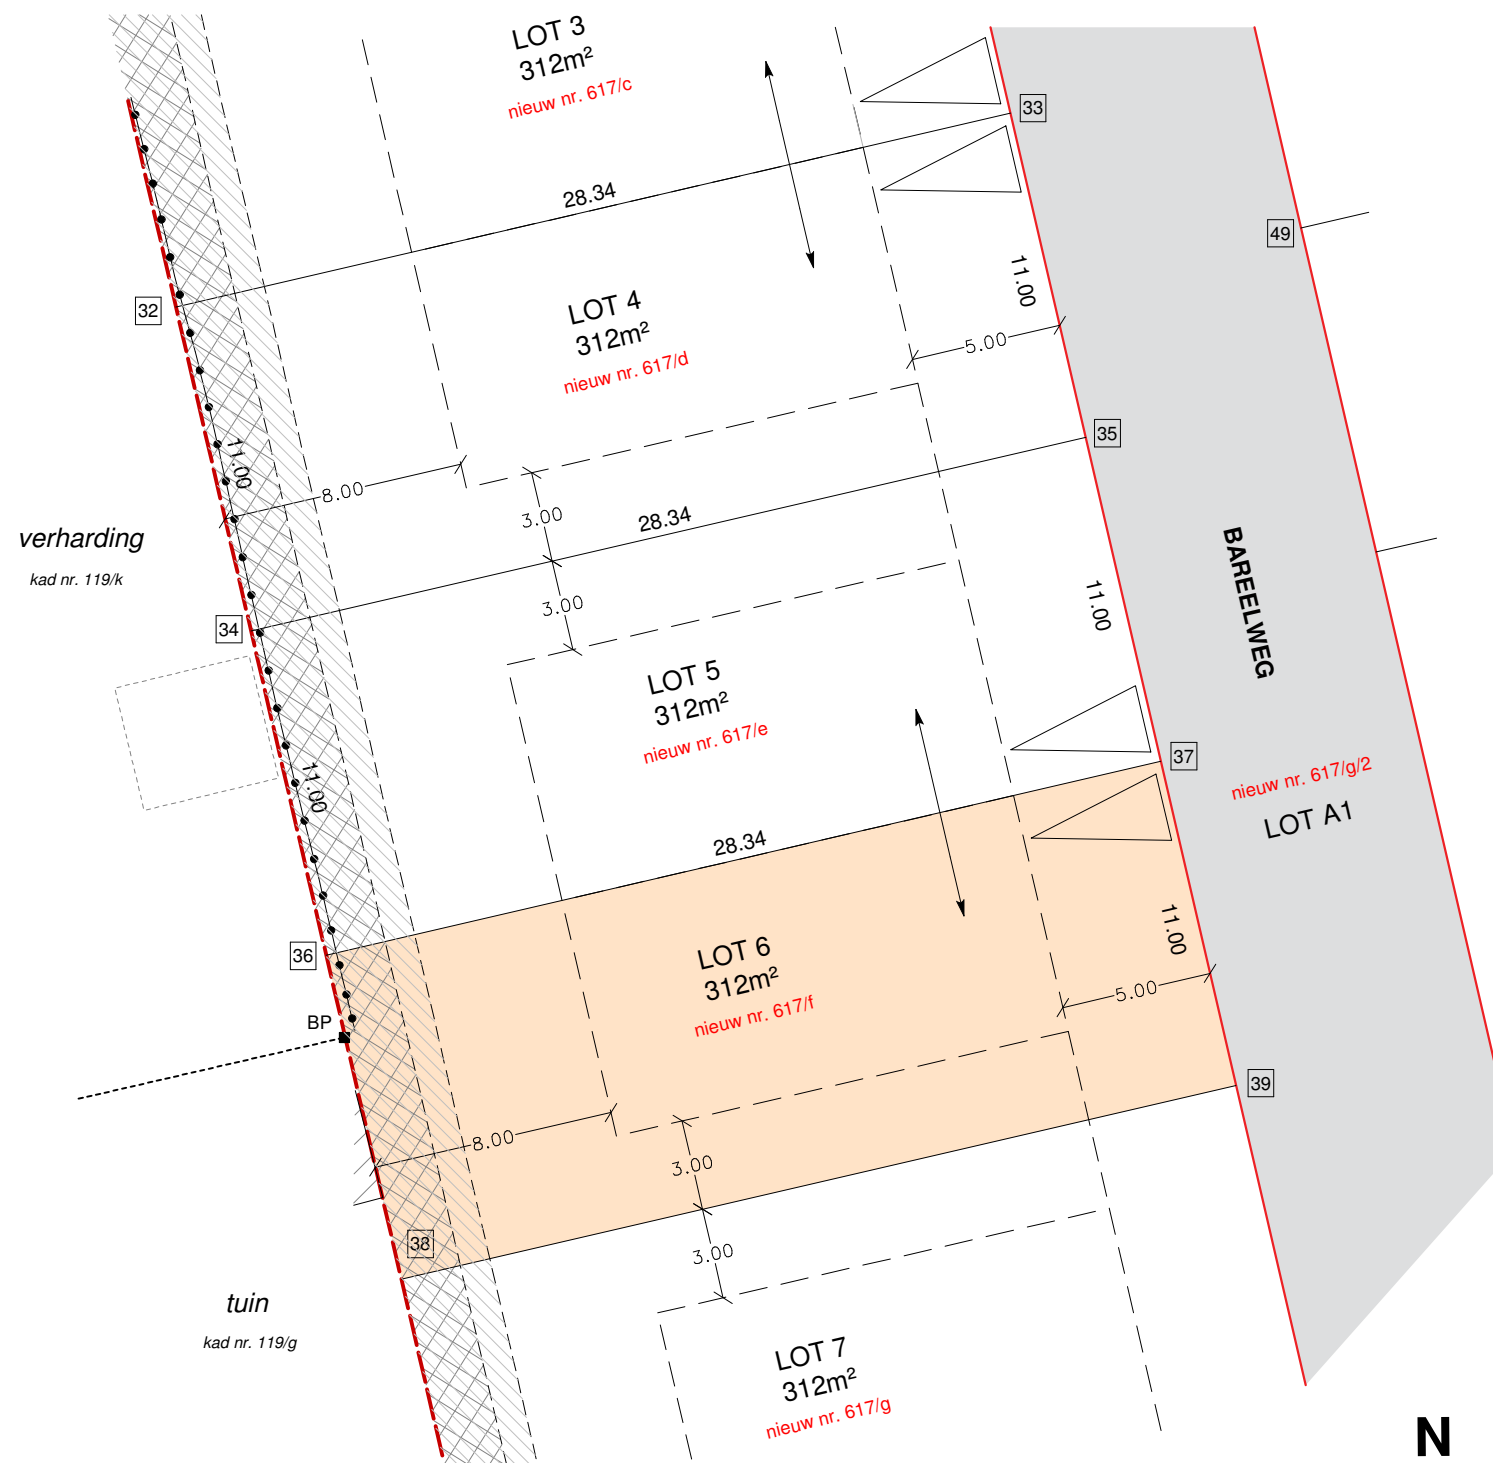 LOT 3
312m²
nieuw nr. 617/c
33
28.34
49
32
11.00
LOT 4
312m²
nieuw nr. 617/d
5.00
35
11.00
8.00
3.00
28.34
verharding
kad nr. 119/k
3.00
34
11.00
BAREELWEG
LOT 5
312m²
nieuw nr. 617/e
37
11.00
nieuw nr. 617/g/2
LOT A1
28.34
36
LOT 6
312m²
nieuw nr. 617/f
11.00
5.00
BP
39
8.00
3.00
38
3.00
tuin
kad nr. 119/g
LOT 7
312m²
nieuw nr. 617/g
N